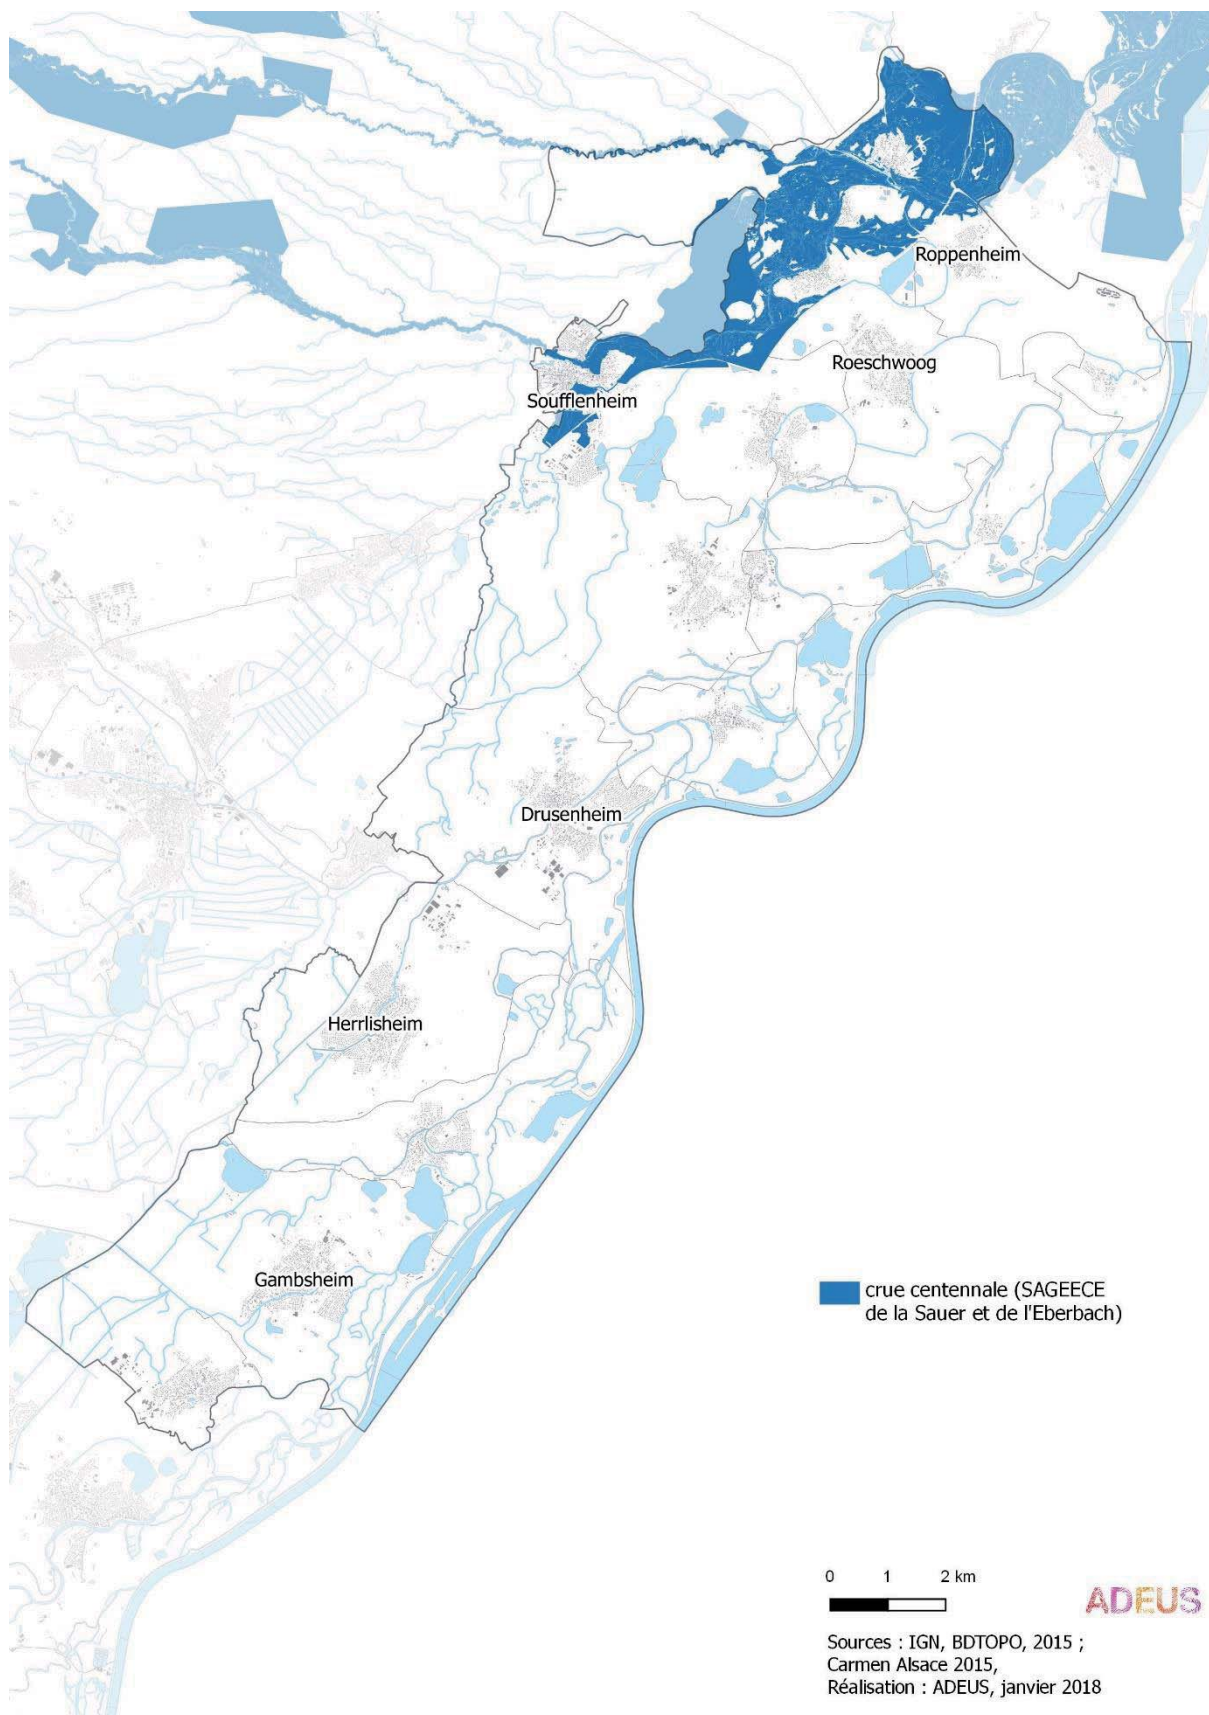 Roppenheim
Roeschwoog
Soufflenheim
Drusenheim
Herrlisheim
Gambsheim
crue centennale (SAGEECE
de la Sauer et de l'Eberbach)
0 1 2 km
ADEUS
Sources : IGN, BDTOPO, 2015 ;
Carmen Alsace 2015,
Réalisation : ADEUS, janvier 2018